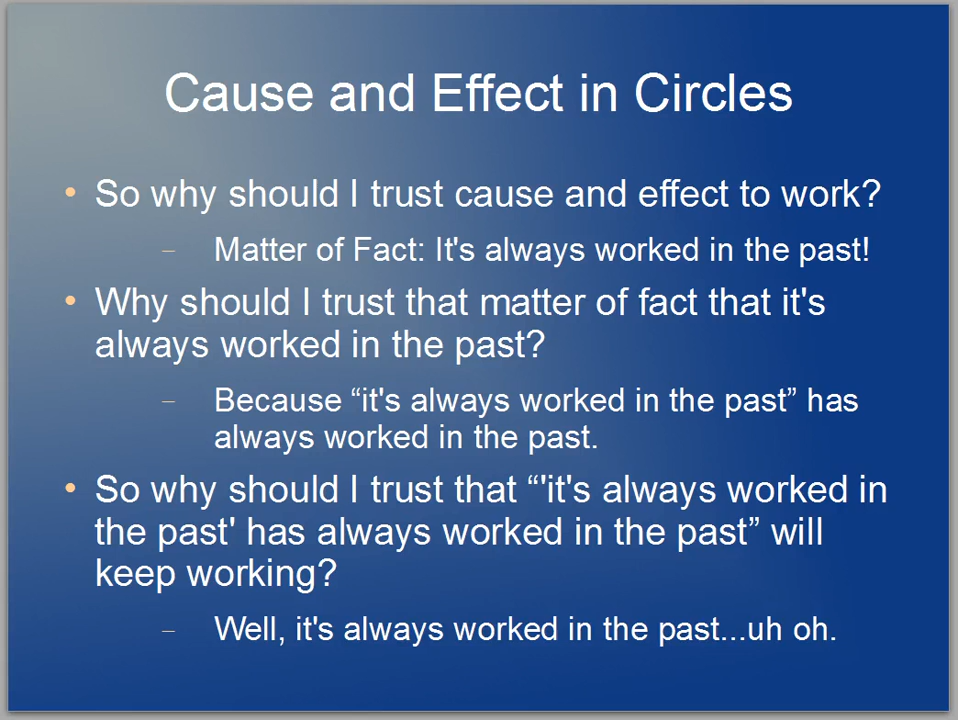 Cause and Effect in Circles
• So why should I trust cause and effect to work?
– Matter of Fact: It's always worked in the past!
• Why should I trust that matter of fact that it's
always worked in the past?
– Because “it's always worked in the past” has
always worked in the past.
• So why should I trust that “'it's always worked in
the past' has always worked in the past” will
keep working?
– Well, it's always worked in the past...uh oh.